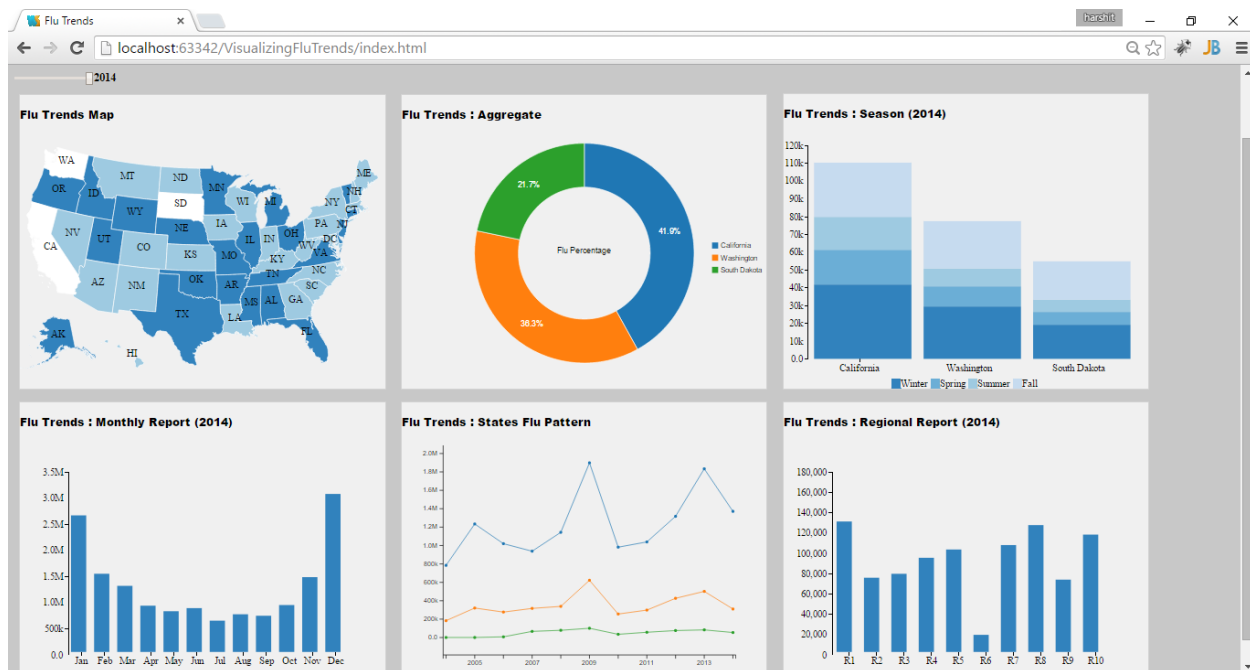 Flu Trends
harshit
localhost:63342/VisualizingFluTrends/index.html
2014
Flu Trends Map
WA
OR
ID
MT
ND
MN
SD
WY
WI
MI
ME
NH
NY
CT
PA
NJ
NE
IA
NV
UT
CO
CA
IL
IN
OH
DC
WV
VA
KS
MO
KY
NC
TN
AZ
NM
OK
AR
SC
MS
AL
GA
TX
LA
FL
AK
HI
Flu Trends : Aggregate
21.7%
41.9%
36.3%
Flu Percentage
California
Washington
South Dakota
Flu Trends : Season (2014)
120k
110k
100k
90k
80k
70k
60k
50k
40k
30k
20k
10k
0.0
California Washington South Dakota
Winter Spring Summer Fall
Flu Trends : Monthly Report (2014)
3.5M
3.0M
2.5M
2.0M
1.5M
1.0M
500k
0.0
Jan Feb Mar Apr May Jun Jul Aug Sep Oct Nov Dec
Flu Trends : States Flu Pattern
2.0M
1.8M
1.6M
1.4M
1.2M
1.0M
800k
600k
400k
200k
0.0
2005 2007 2009 2011 2013
Flu Trends : Regional Report (2014)
180,000
160,000
140,000
120,000
100,000
80,000
60,000
40,000
20,000
0.0
R1 R2 R3 R4 R5 R6 R7 R8 R9 R10